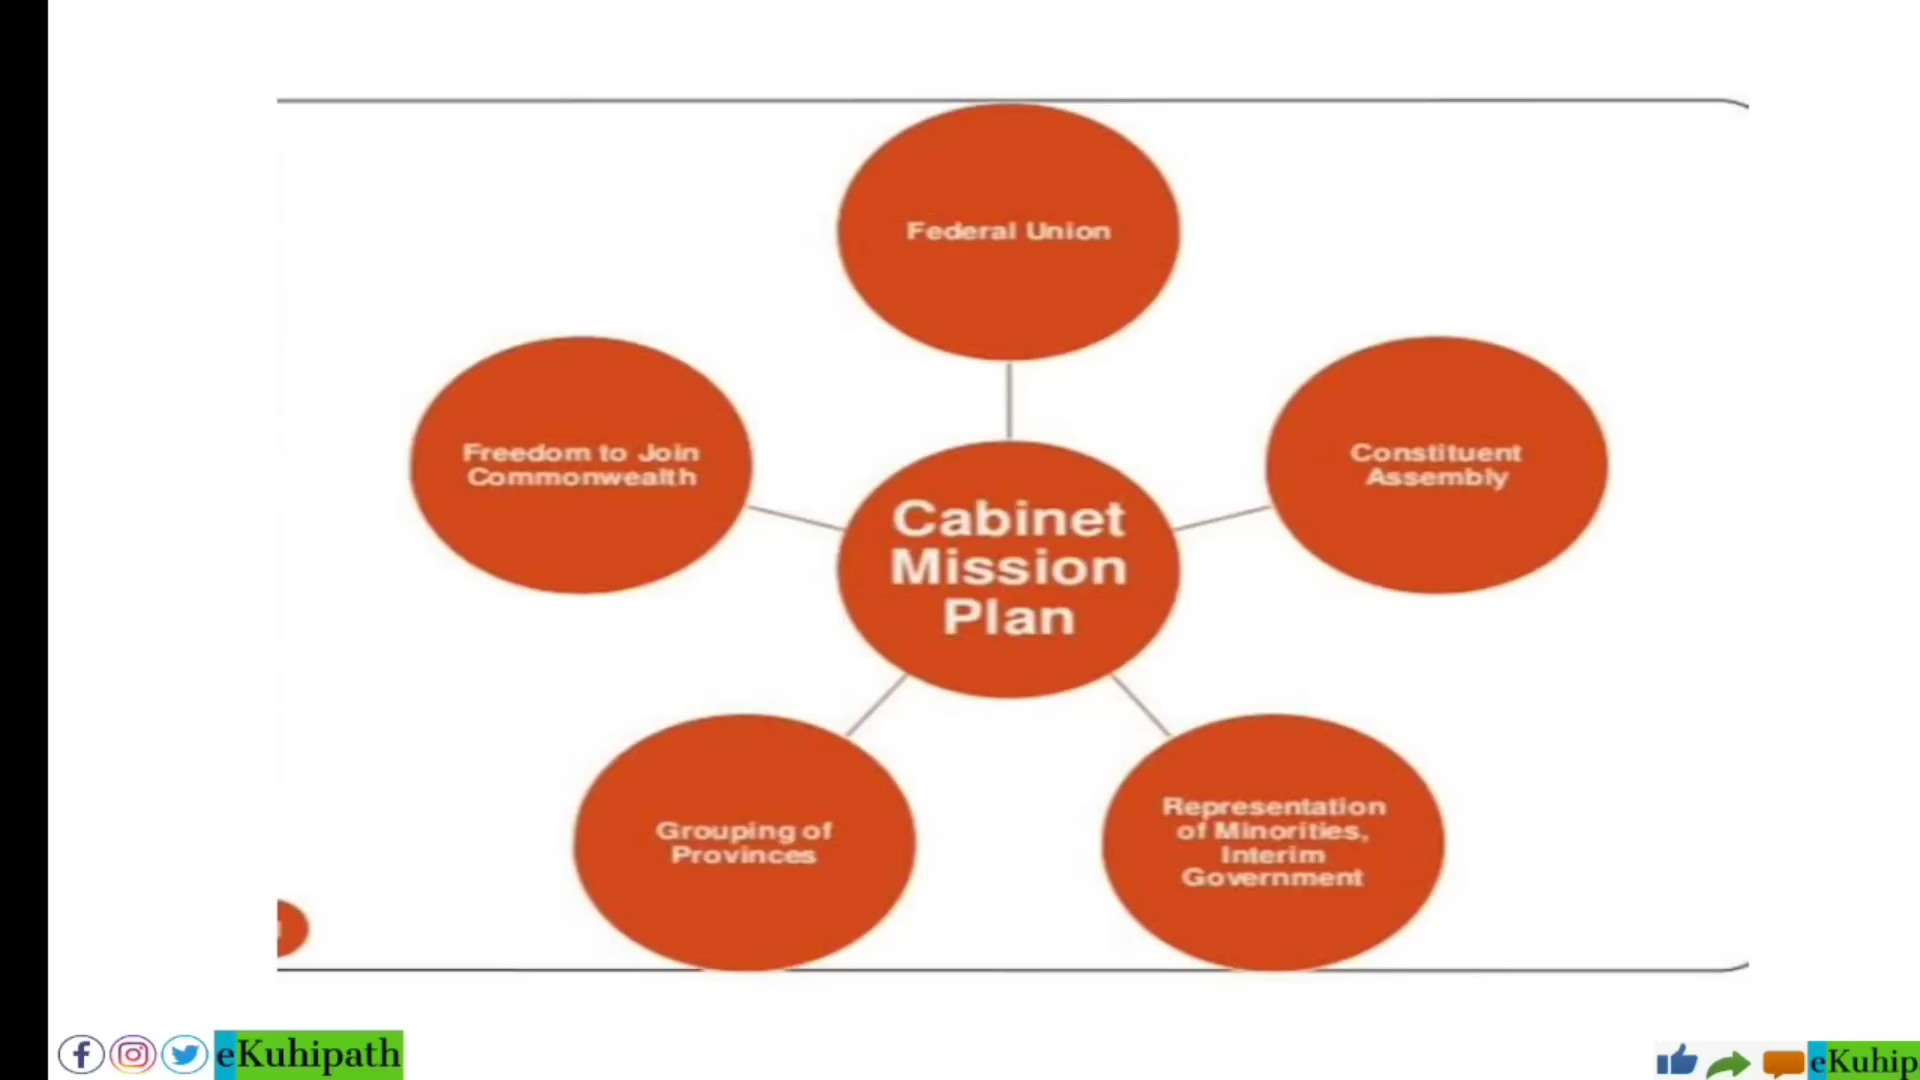 Federal Union
Freedom to Join
Commonwealth
Constituent
Assembly
Cabinet
Mission
Plan
Grouping of
Provinces
Representation
of Minorities,
Interim
Government
eKuhipath
eKuhip